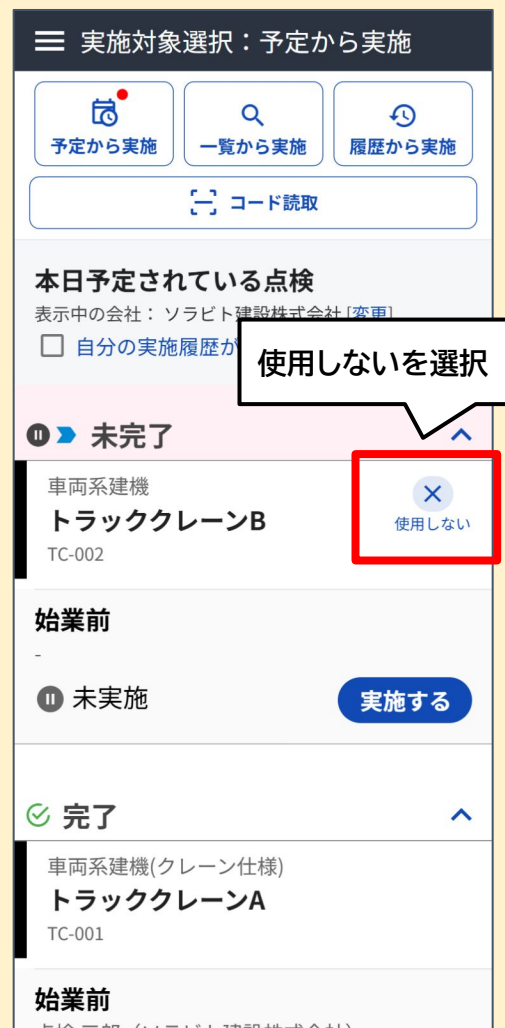 実施対象選択：予定から実施
予定から実施
一覧から実施
履歴から実施
コード読取
本日予定されている点検
表示中の会社： ソラビト建設株式会社 [変更]
自分の実施履歴が
使用しないを選択
未完了
車両系建機
トラッククレーンB
TC-002
使用しない
始業前
-
未実施
実施する
完了
車両系建機(クレーン仕様)
トラッククレーンA
TC-001
始業前